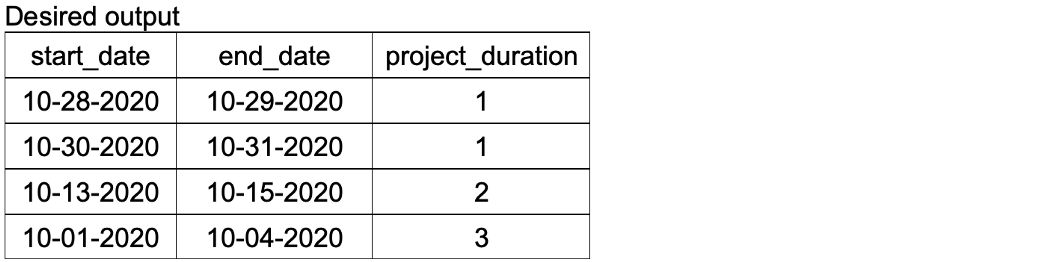 Desired output
start_date end_date project_duration
10-28-2020 10-29-2020 1
10-30-2020 10-31-2020 1
10-13-2020 10-15-2020 2
10-01-2020 10-04-2020 3